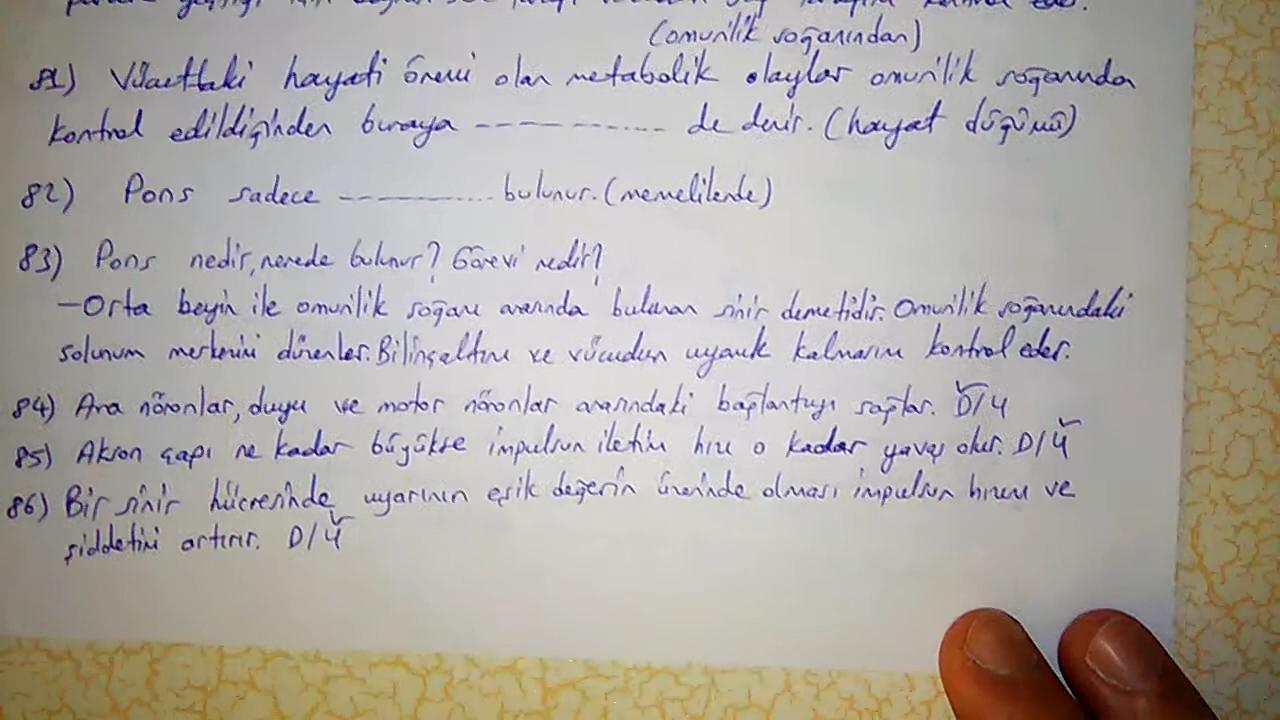 (omurilik soğanından)
81) Vücuttaki hayati önemi olan metabolik olaylar omurilik soğanında
kontrol edildiğinden buraya ------------ de denir. (hayat düğümü)
82) Pons sadece ------------ bulunur. (memelilerde)
83) Pons nedir, nerede bulunur? Görevi nedir?
-Orta beyin ile omurilik soğanı arasında bulunan sinir demetidir. Omurilik soğanındaki
solunum merkezini düzenler. Bilinçaltını ve vücudun uyanık kalmasını kontrol eder.
84) Ara nöronlar, duyu ve motor nöronlar arasındaki bağlantıyı sağlar. D/Y
85) Akson çapı ne kadar büyükse impulsun iletim hızı o kadar yavaş olur. D/Y
86) Bir sinir hücresinde uyarının eşik değerin üzerinde olması impulsun hızını ve
şiddetini artırır. D/Y